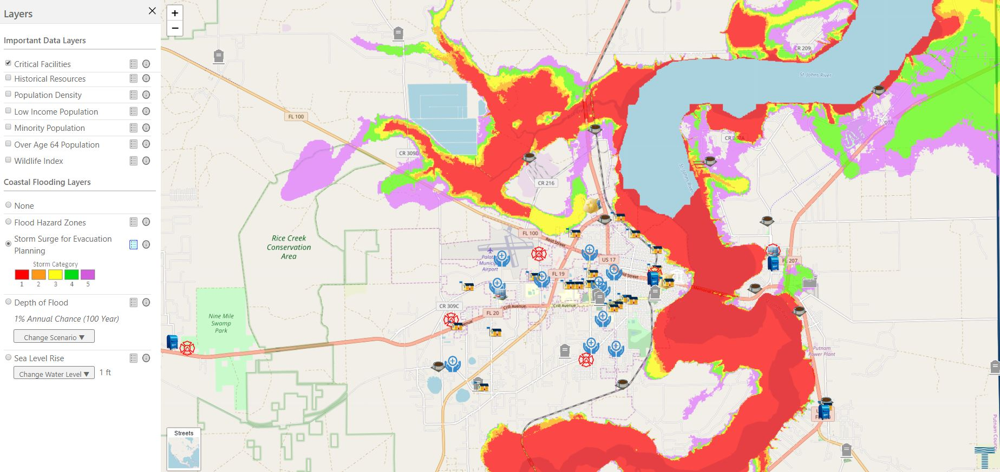 Layers
Important Data Layers
Critical Facilities
Historical Resources
Population Density
Low Income Population
Minority Population
Over Age 64 Population
Wildlife Index
Coastal Flooding Layers
None
Flood Hazard Zones
Storm Surge for Evacuation
Planning
Storm Category
1 2 3 4 5
Depth of Flood
1% Annual Chance (100 Year)
Change Scenario ▼
Sea Level Rise
Change Water Level ▼ 1 ft
+
−
Streets
CR 209
St. Johns River
FL 100
07A
CR 207A
CR 309D
St. Johns River
CR 216
Rice Creek
Conservation
Area
FL 100
Reid Street
Municipal
Airport
US 17
FL 207
FL 19
Memorial
Crill Avenue
Crill Avenue
CR 309C
FL 20
Nine Mile
Swamp
Park
Putnam
Power Plant
Putnam County